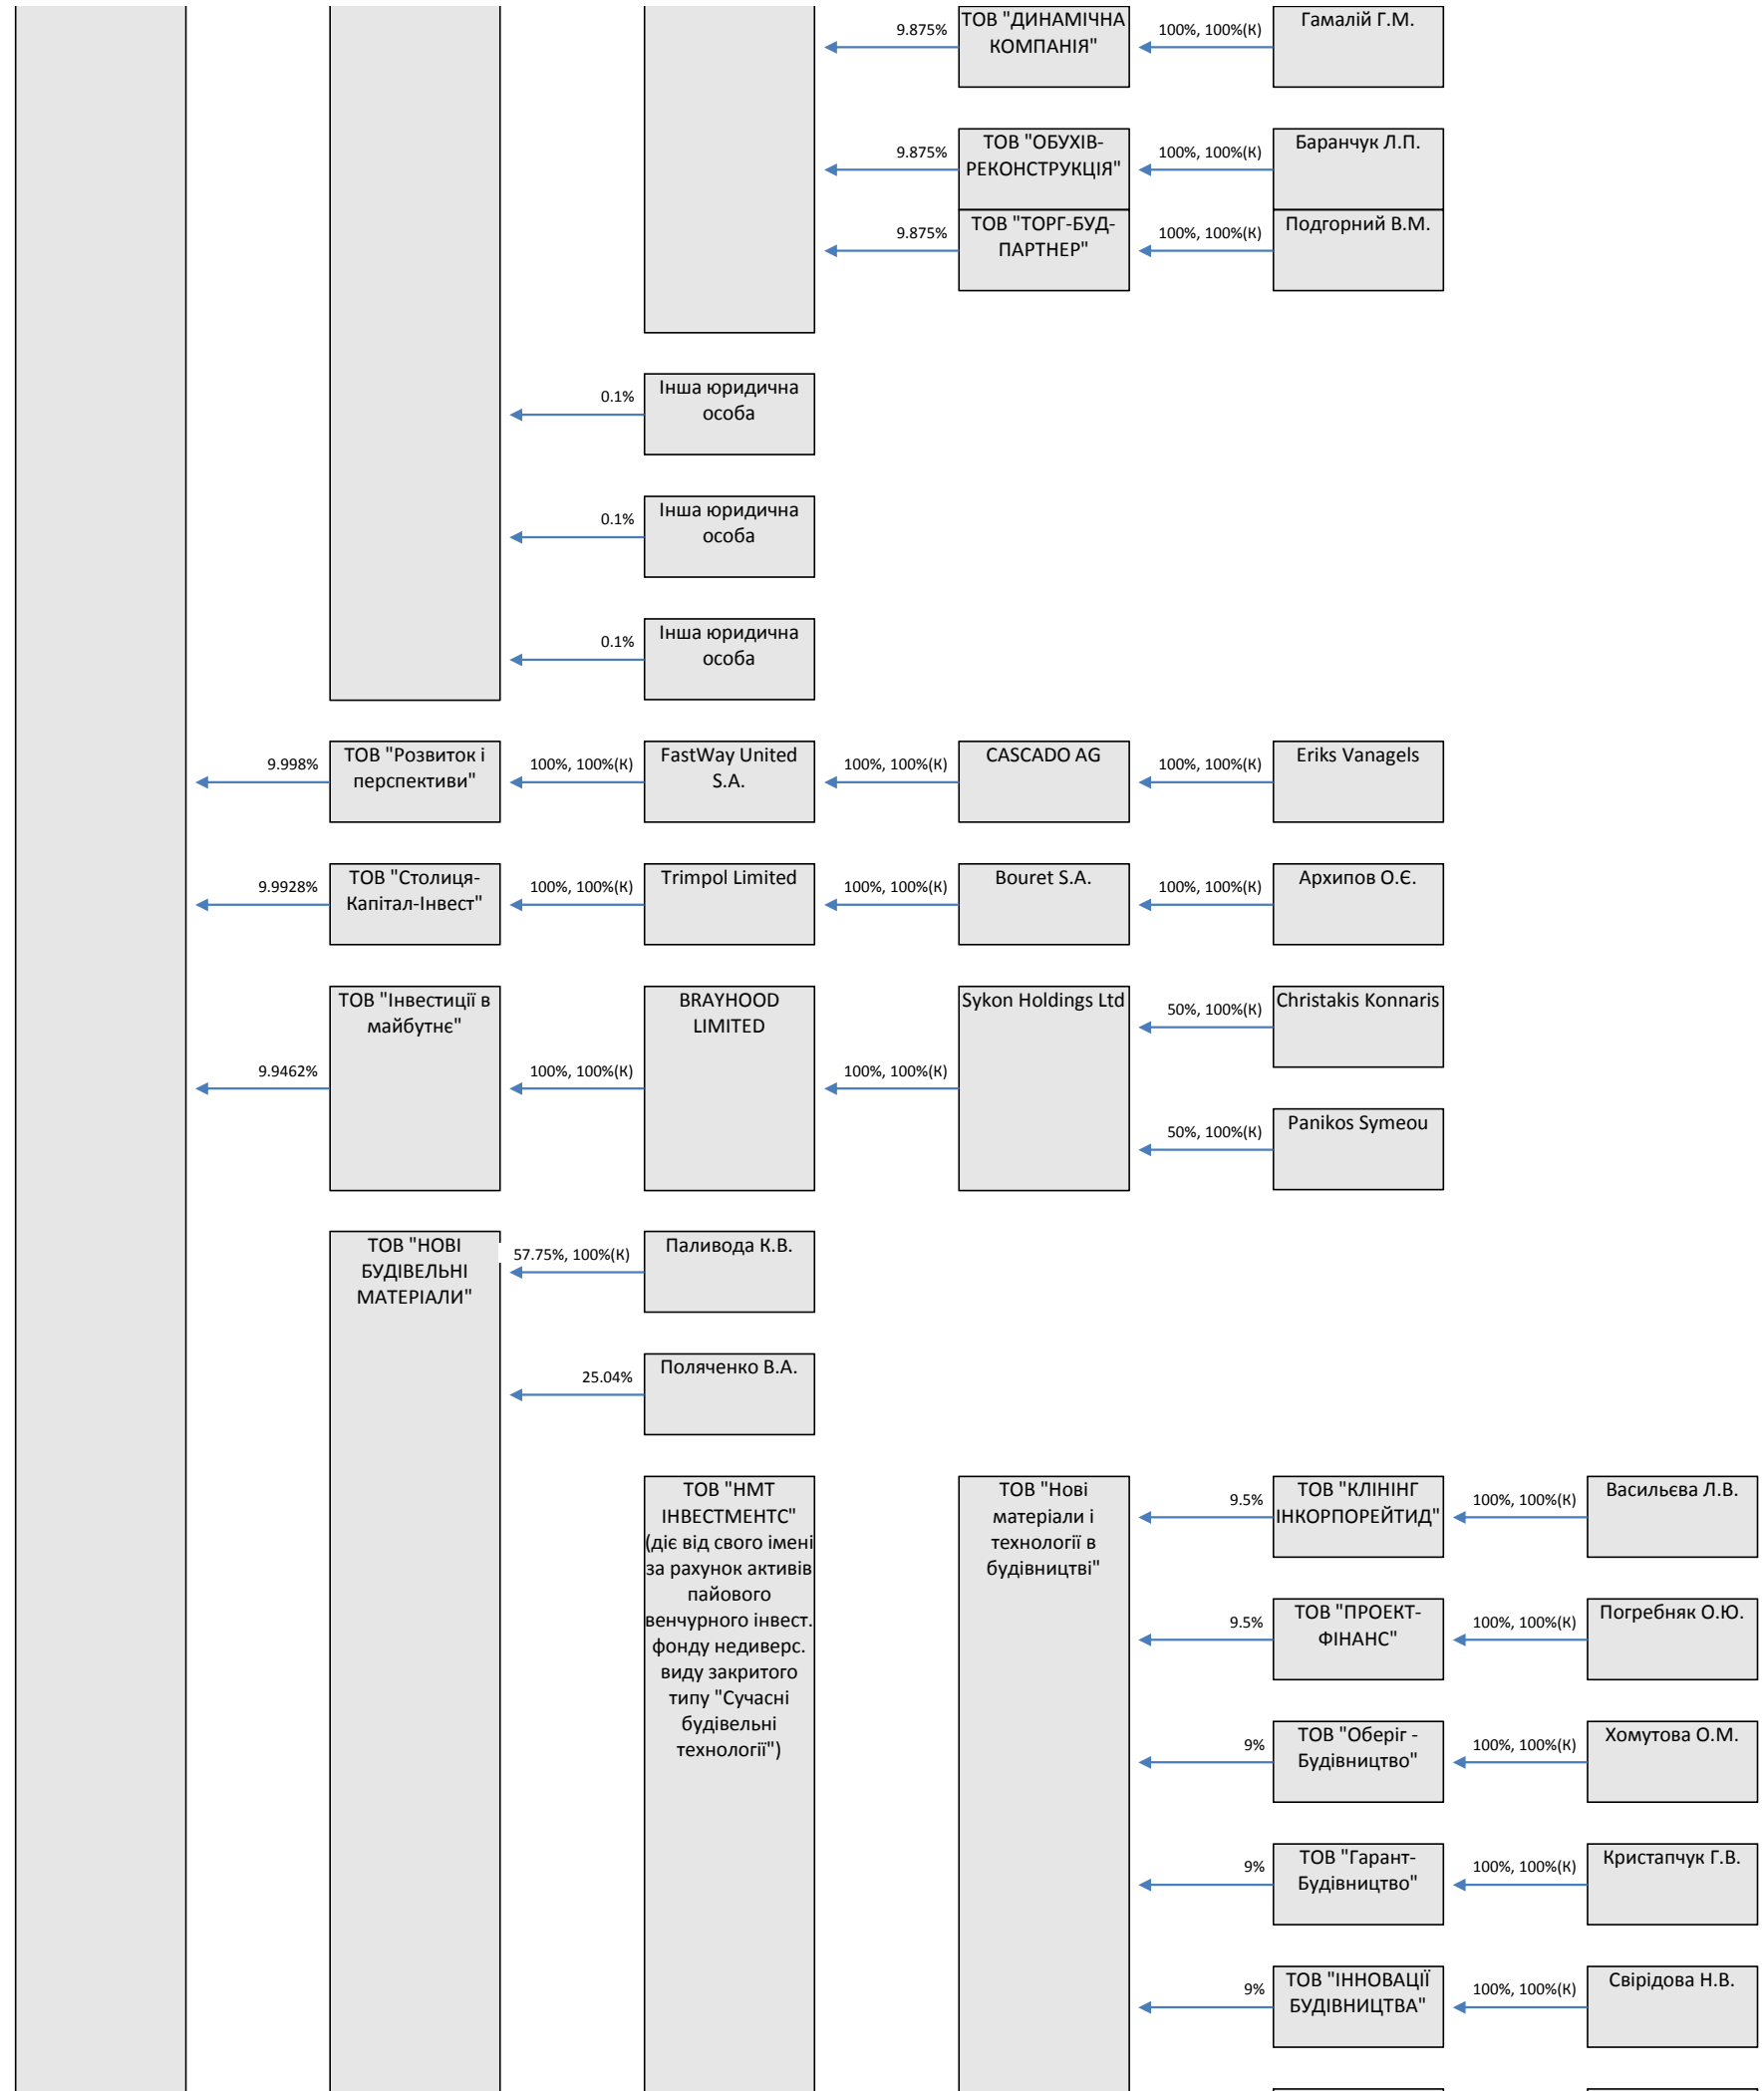 9.875%
ТОВ "ДИНАМІЧНА
КОМПАНІЯ"
100%, 100%(К)
Гамалій Г.М.
9.875%
ТОВ "ОБУХІВ-
РЕКОНСТРУКЦІЯ"
100%, 100%(К)
Баранчук Л.П.
9.875%
ТОВ "ТОРГ-БУД-
ПАРТНЕР"
100%, 100%(К)
Подгорний В.М.
0.1%
Інша юридична
особа
0.1%
Інша юридична
особа
0.1%
Інша юридична
особа
9.998%
ТОВ "Розвиток і
перспективи"
100%, 100%(К)
FastWay United
S.A.
100%, 100%(К)
CASCADO AG
100%, 100%(К)
Eriks Vanagels
9.9928%
ТОВ "Столиця-
Капітал-Інвест"
100%, 100%(К)
Trimpol Limited
100%, 100%(К)
Bouret S.A.
100%, 100%(К)
Архипов О.Є.
9.9462%
ТОВ "Інвестиції в
майбутнє"
100%, 100%(К)
BRAYHOOD
LIMITED
100%, 100%(К)
Sykon Holdings Ltd
50%, 100%(К)
Christakis Konnaris
50%, 100%(К)
Panikos Symeou
ТОВ "НОВІ
БУДІВЕЛЬНІ
МАТЕРІАЛИ"
57.75%, 100%(К)
Паливода К.В.
25.04%
Поляченко В.А.
ТОВ "НМТ
ІНВЕСТМЕНТС"
(діє від свого імені
за рахунок активів
пайового
венчурного інвест.
фонду недиверс.
виду закритого
типу "Сучасні
будівельні
технології")
ТОВ "Нові
матеріали і
технології в
будівництві"
9.5%
ТОВ "КЛІНІНГ
ІНКОРПОРЕЙТИД"
100%, 100%(К)
Васильєва Л.В.
9.5%
ТОВ "ПРОЕКТ-
ФІНАНС"
100%, 100%(К)
Погребняк О.Ю.
9%
ТОВ "Оберіг -
Будівництво"
100%, 100%(К)
Хомутова О.М.
9%
ТОВ "Гарант-
Будівництво"
100%, 100%(К)
Кристапчук Г.В.
9%
ТОВ "ІННОВАЦІЇ
БУДІВНИЦТВА"
100%, 100%(К)
Свірідова Н.В.